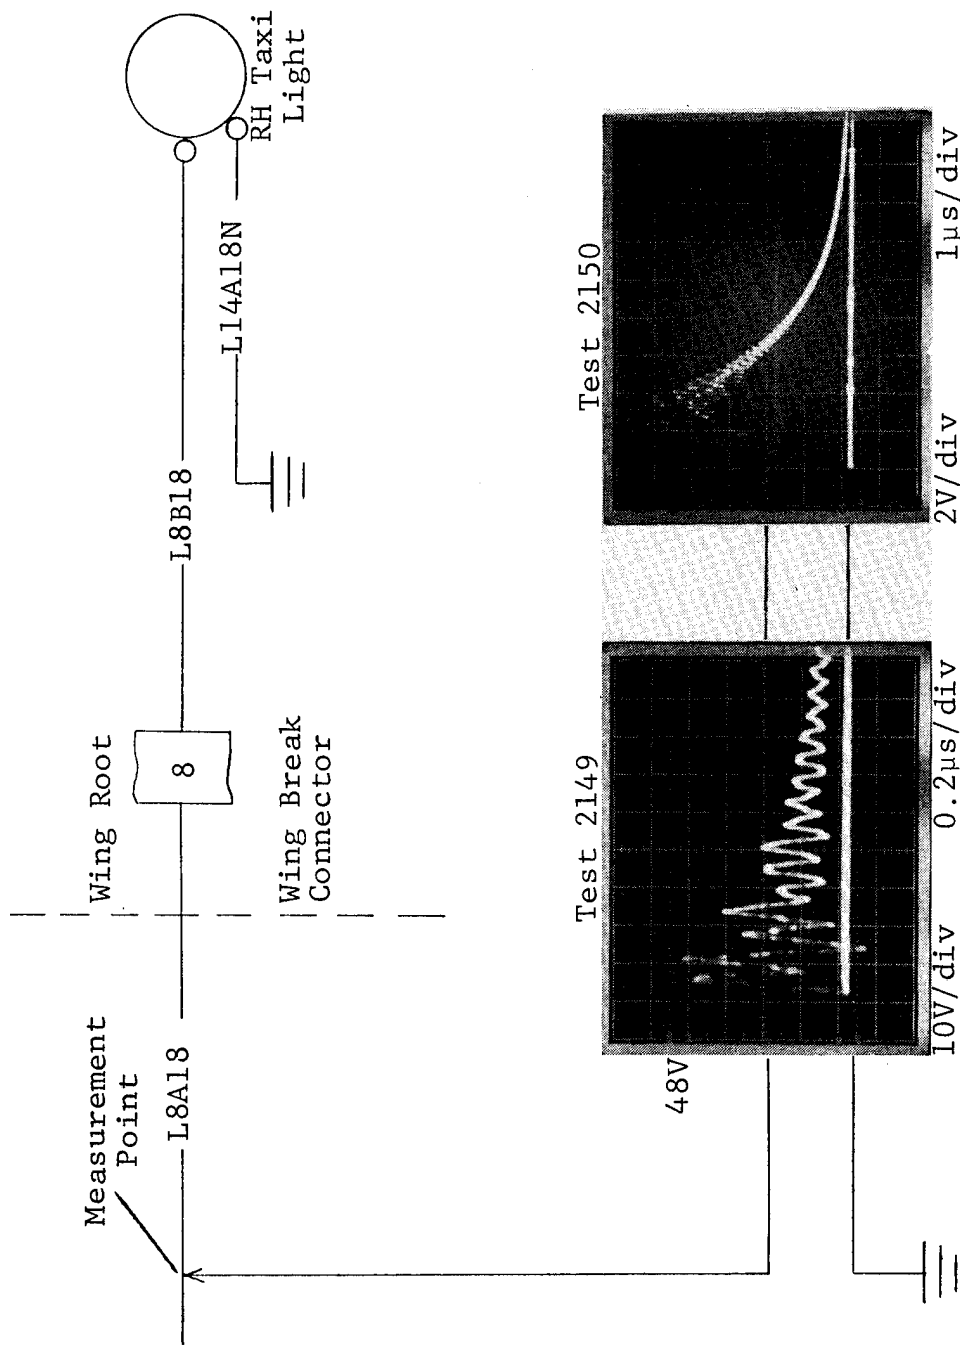 Measurement
Point
L8A18
Wing Root
8
Wing Break
Connector
L8B18
L14A18N
RH Taxi
Light
48V
Test 2149
10V/div
0.2μs/div
Test 2150
2V/div
1μs/div